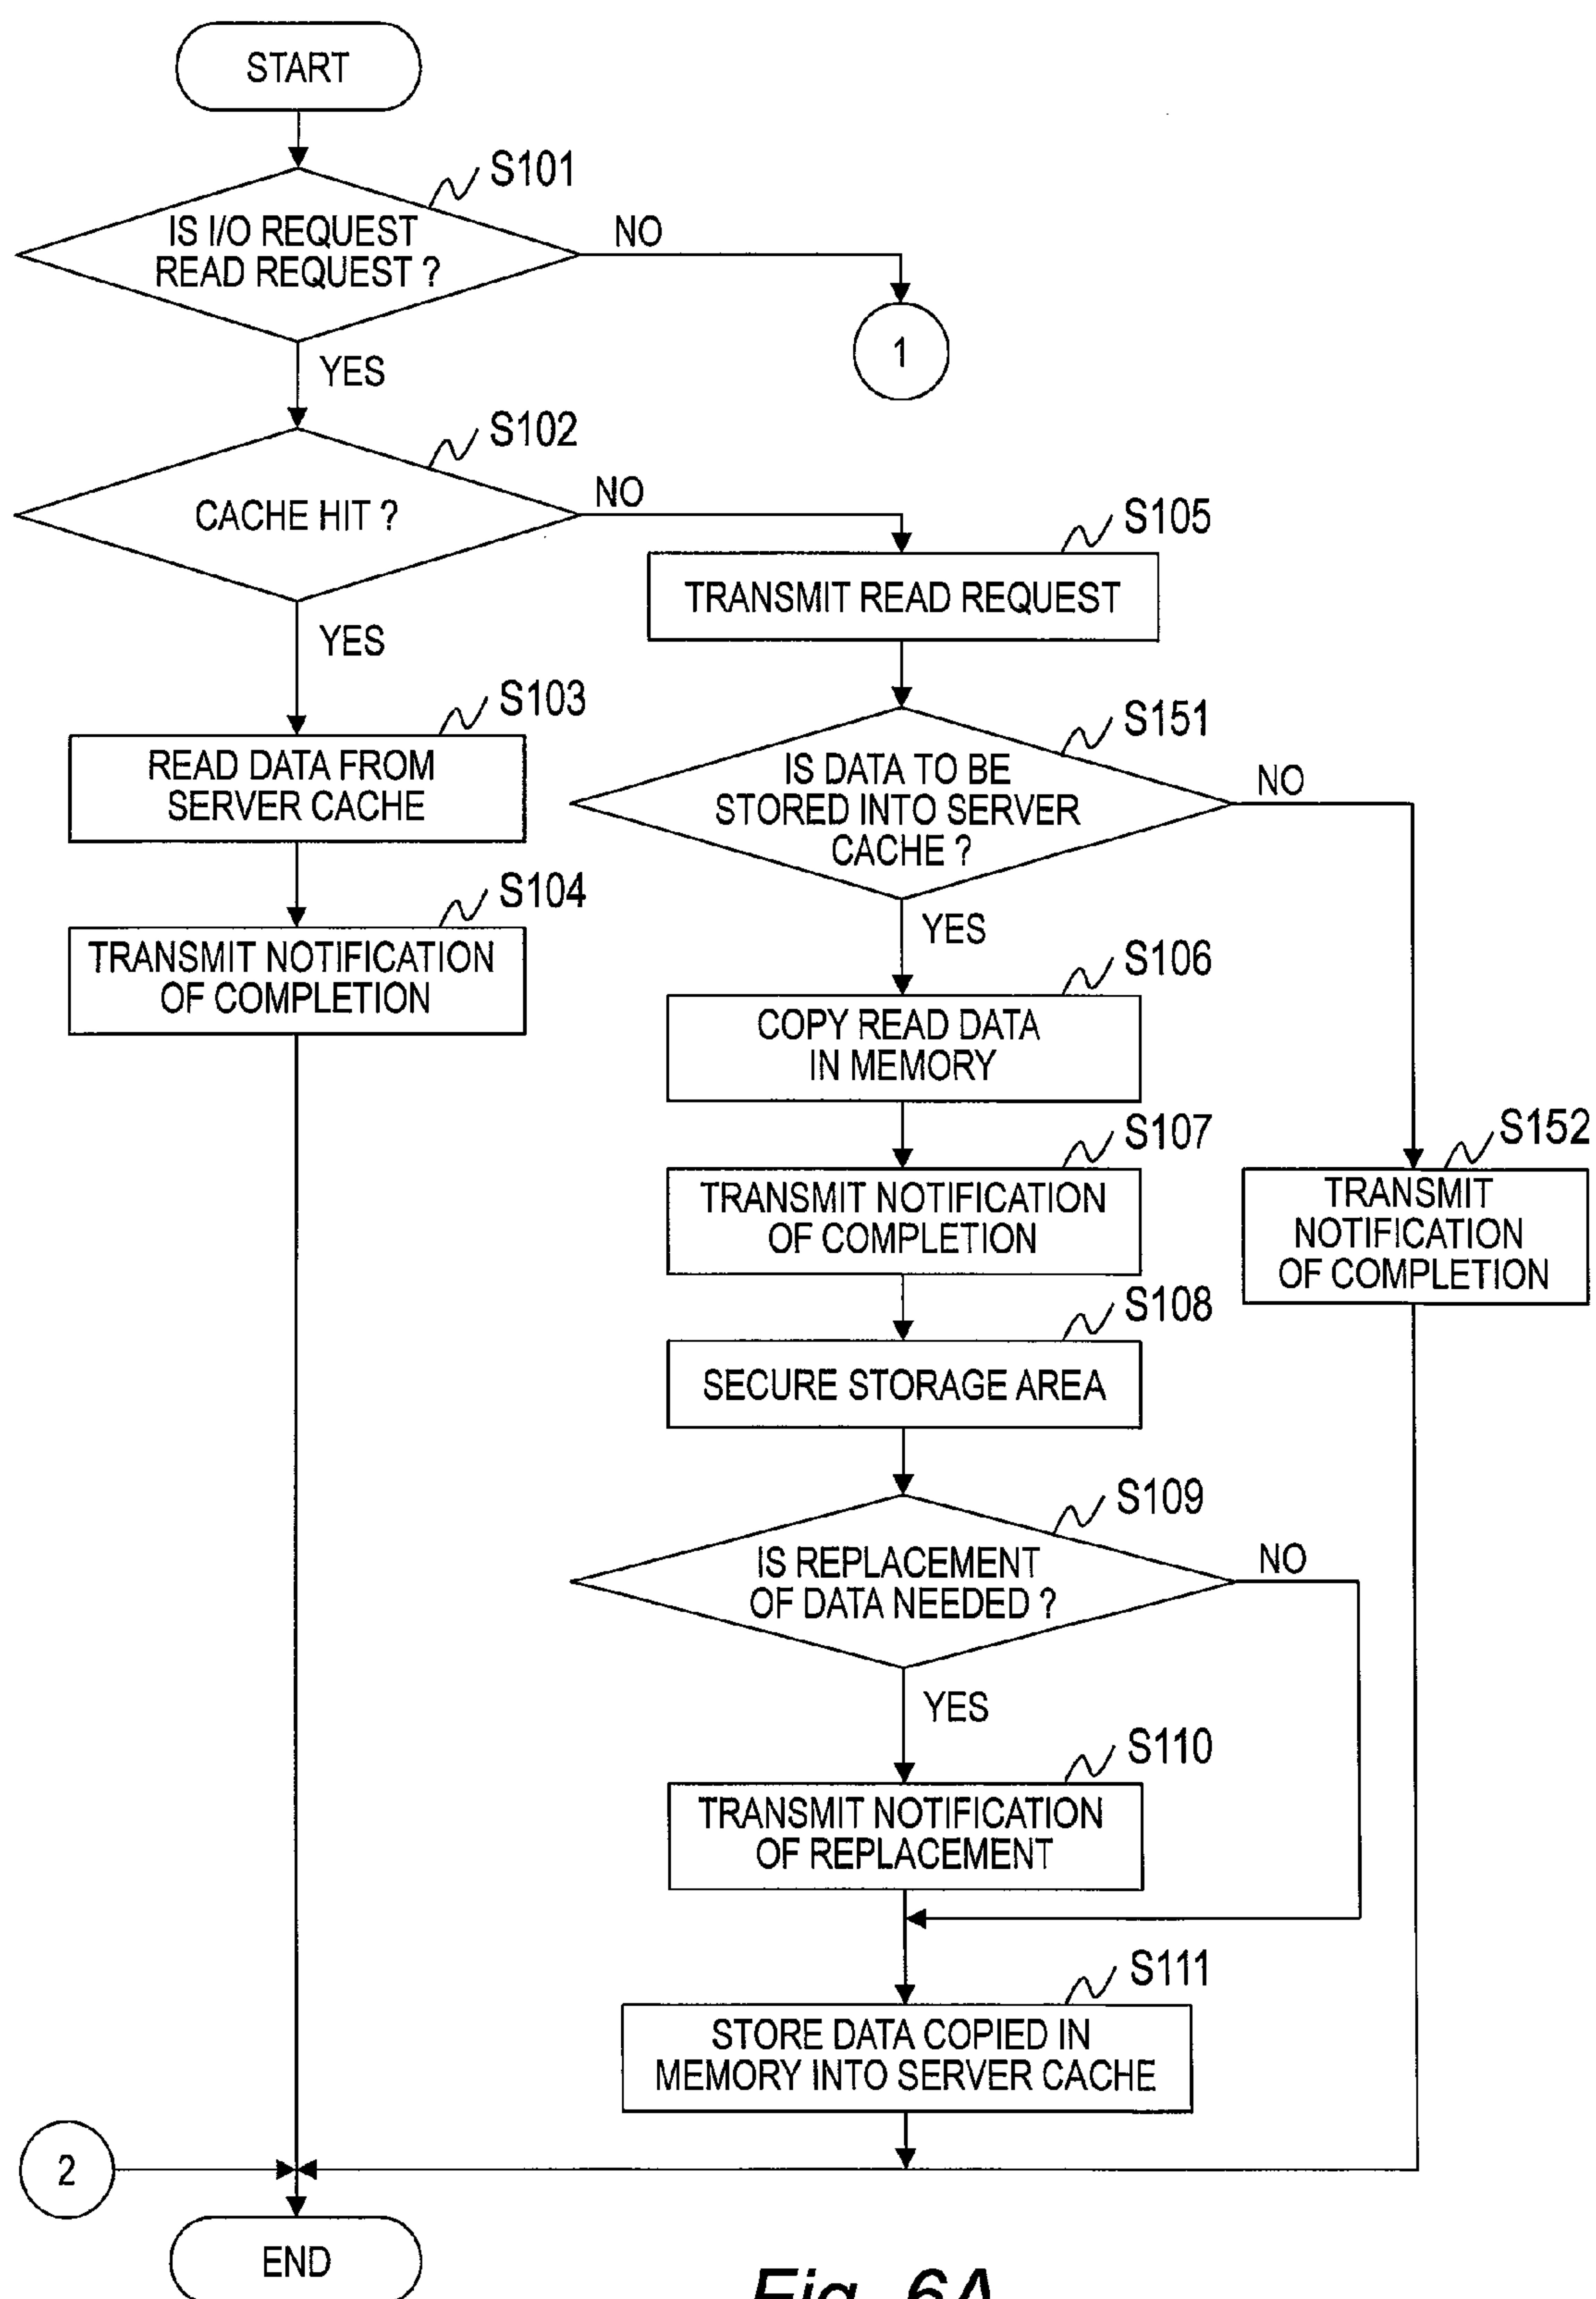 START
S101
IS I/O REQUEST
READ REQUEST ?
NO
1
YES
S102
CACHE HIT ?
NO
YES
S105
TRANSMIT READ REQUEST
S103
READ DATA FROM
SERVER CACHE
S151
IS DATA TO BE
STORED INTO SERVER
CACHE ?
NO
YES
S104
TRANSMIT NOTIFICATION
OF COMPLETION
S106
COPY READ DATA
IN MEMORY
S107
TRANSMIT NOTIFICATION
OF COMPLETION
S152
TRANSMIT
NOTIFICATION
OF COMPLETION
S108
SECURE STORAGE AREA
S109
IS REPLACEMENT
OF DATA NEEDED ?
NO
YES
S110
TRANSMIT NOTIFICATION
OF REPLACEMENT
S111
STORE DATA COPIED IN
MEMORY INTO SERVER CACHE
2
END
Fig. 6A